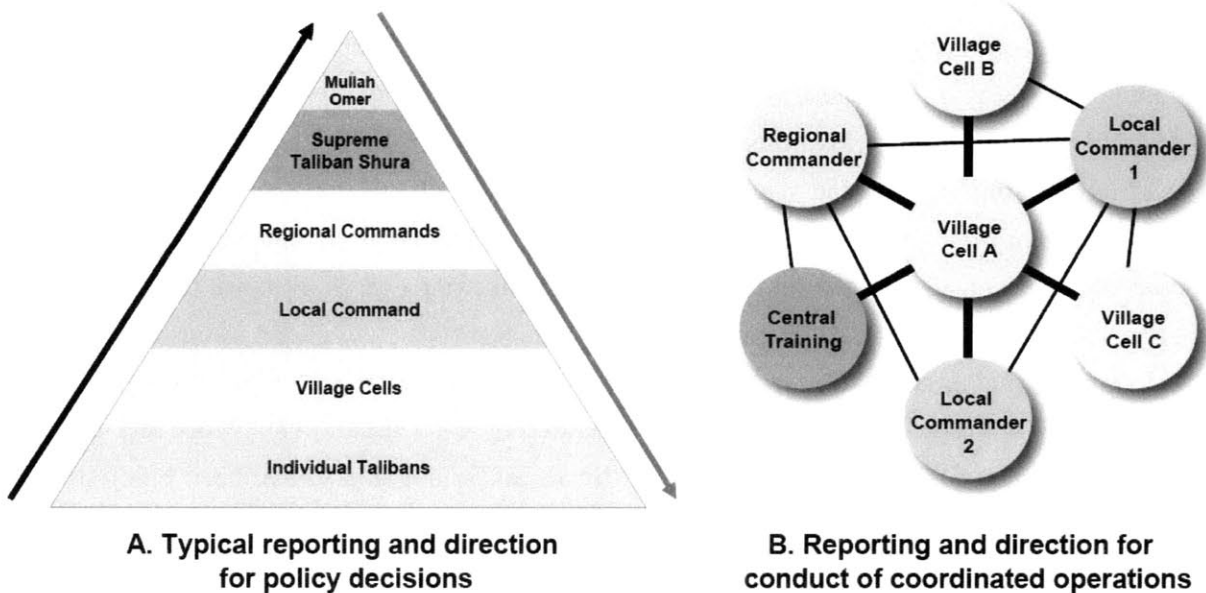 Mullah
Omer
Supreme
Taliban Shura
Regional Commands
Local Command
Village Cells
Individual Talibans
A. Typical reporting and direction
for policy decisions
Village
Cell B
Regional
Commander
Local
Commander
1
Village
Cell A
Central
Training
Village
Cell C
Local
Commander
2
B. Reporting and direction for
conduct of coordinated operations